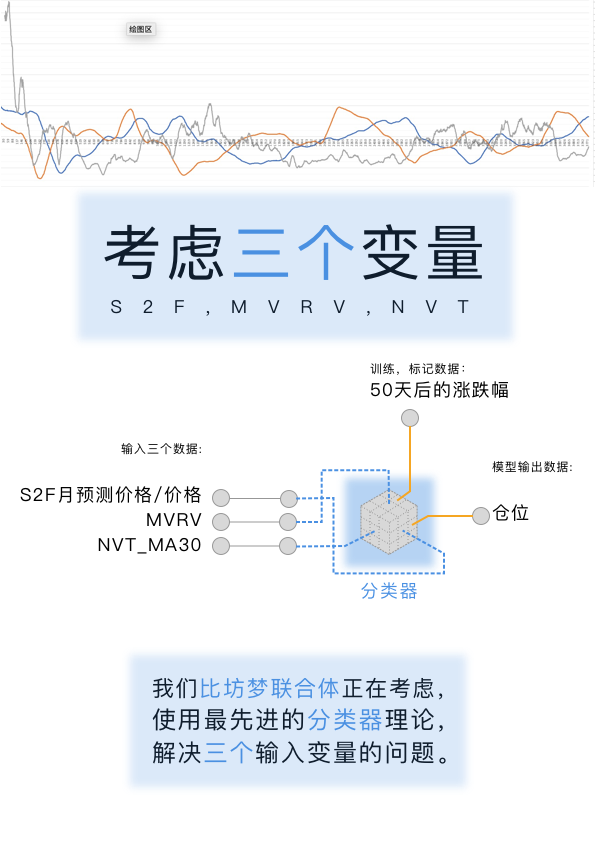 绘图区
考虑三个变量
S2F,MVRV,NVT
训练，标记数据：
50天后的涨跌幅
输入三个数据:
模型输出数据:
S2F月预测价格/价格
MVRV
NVT_MA30
仓位
分类器
我们比坊梦联合体正在考虑，
使用最先进的分类器理论，
解决三个输入变量的问题。